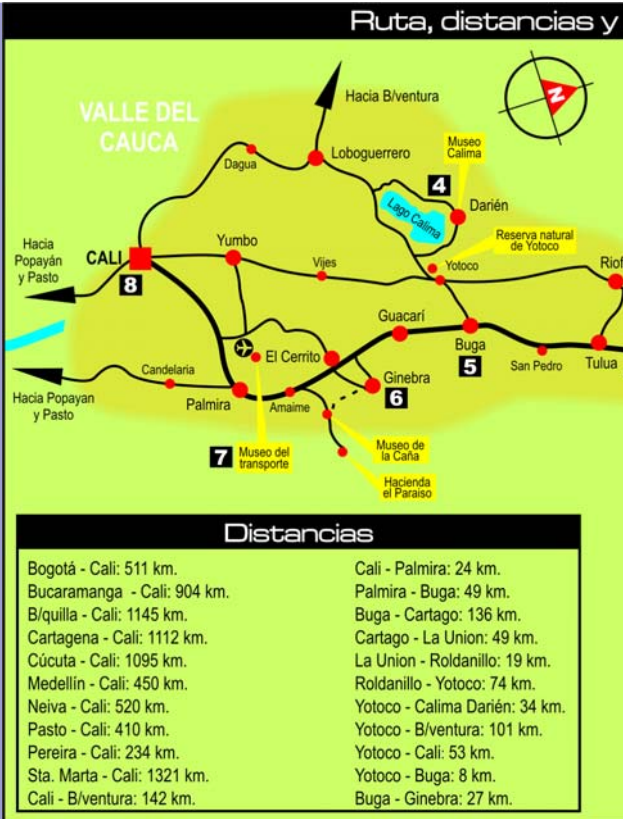 Ruta, distancias y
VALLE DEL
CAUCA
N
Hacia B/ventura
Museo
Calima
Dagua
Loboguerrero
4
Darién
Lago Calima
Reserva natural
de Yotoco
Hacia
Popayán
y Pasto
CALI
8
Yumbo
Vijes
Yotoco
Riof
Guacarí
Buga
5
San Pedro
Tulua
Candelaria
El Cerrito
Ginebra
6
Hacia Popayan
y Pasto
Palmira
Amaime
7
Museo del
transporte
Museo de
la Caña
Hacienda
el Paraiso
Distancias
Bogotá - Cali: 511 km.
Bucaramanga - Cali: 904 km.
B/quilla - Cali: 1145 km.
Cartagena - Cali: 1112 km.
Cúcuta - Cali: 1095 km.
Medellín - Cali: 450 km.
Neiva - Cali: 520 km.
Pasto - Cali: 410 km.
Pereira - Cali: 234 km.
Sta. Marta - Cali: 1321 km.
Cali - B/ventura: 142 km.
Cali - Palmira: 24 km.
Palmira - Buga: 49 km.
Buga - Cartago: 136 km.
Cartago - La Union: 49 km.
La Union - Roldanillo: 19 km.
Roldanillo - Yotoco: 74 km.
Yotoco - Calima Darién: 34 km.
Yotoco - B/ventura: 101 km.
Yotoco - Cali: 53 km.
Yotoco - Buga: 8 km.
Buga - Ginebra: 27 km.